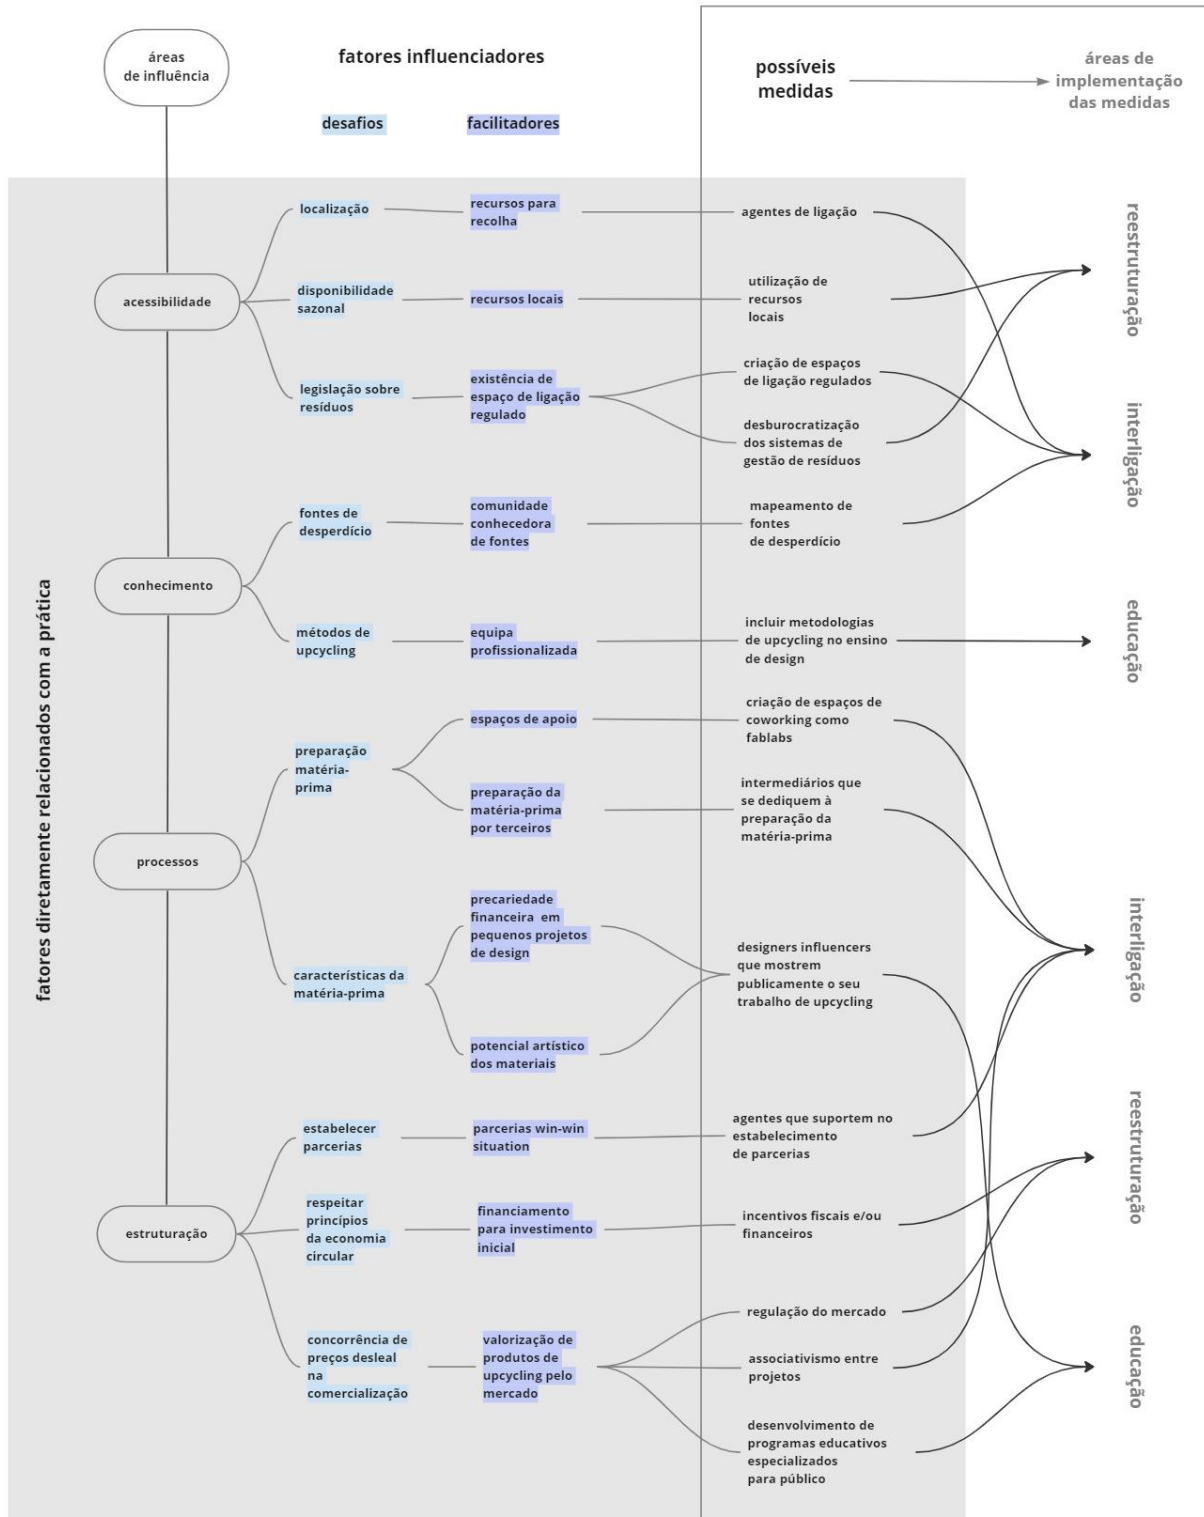 áreas
de influência
fatores influenciadores
desafios
facilitadores
possíveis
medidas
áreas de
implementação
das medidas
fatores diretamente relacionados com a prática
acessibilidade
localização
recursos para
recolha
agentes de ligação
disponibilidade
sazonal
recursos locais
utilização de
recursos
locais
legislação sobre
resíduos
existência de
espaço de ligação
regulado
criação de espaços
de ligação regulados
desburocratização
dos sistemas de
gestão de resíduos
reestruturação
interligação
conhecimento
fontes de
desperdício
comunidade
conhecedora
de fontes
mapeamento de
fontes
de desperdício
métodos de
upcycling
equipa
profissionalizada
incluir metodologias
de upcycling no ensino
de design
educação
processos
preparação
matéria-
prima
espaços de apoio
criação de espaços de
coworking como
fablabs
preparação da
matéria-prima
por terceiros
intermediários que
se dediquem à
preparação da
matéria-prima
características da
matéria-prima
precariedade
financeira em
pequenos projetos
de design
potencial artístico
dos materiais
designers influencers
que mostrem
publicamente o seu
trabalho de upcycling
interligação
estruturação
estabelecer
parcerias
parcerias win-win
situation
agentes que suportem no
estabelecimento
de parcerias
respeitar
princípios
da economia
circular
financiamento
para investimento
inicial
incentivos fiscais e/ou
financeiros
reestruturação
concorrência de
preços desleal
na
comercialização
valorização de
produtos de
upcycling pelo
mercado
regulação do mercado
associativismo entre
projetos
desenvolvimento de
programas educativos
especializados
para público
educação